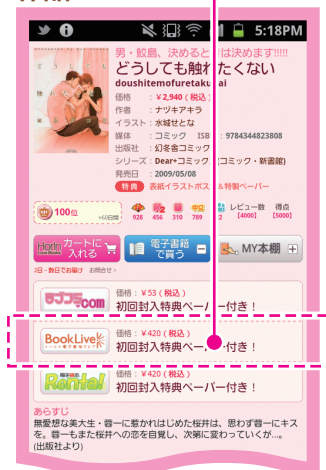 5:18PM
男・鮫島、決めると は決めます!!!!!
どうしても触れ たくない
doushitemofuretaku ai
価格 ：￥2,940（税込）
作者 ：ナツキアキラ
イラスト：水城せとな
媒体 ：コミック ISB ：9784344823808
出版社 ：幻冬舎コミック
シリーズ：Dear+コミック （コミック・新書館）
発売日 ：2009/05/08
特典 表紙イラストポス &特製ペーパー
100位
×60日間
928 456 310 789 2
レビュー数 得点
[4000] [5000]
カートに
入れる
電子書籍
で買う
MY本棚
2日-数日でお届け お問合せ>
.com
価格：￥53（税込）
初回封入特典ペーパー付き！
BookLive!
価格：￥420（税込）
初回封入特典ペーパー付き！
Renta!
価格：￥420（税込）
初回封入特典ペーパー付き！
あらすじ
無愛想な美大生・蓉一に惹かれはじめた桜井は、思わず蓉一にキス
を。蓉一もまた桜井への恋を自覚し、次第に変わっていくが...。
(出版社より)